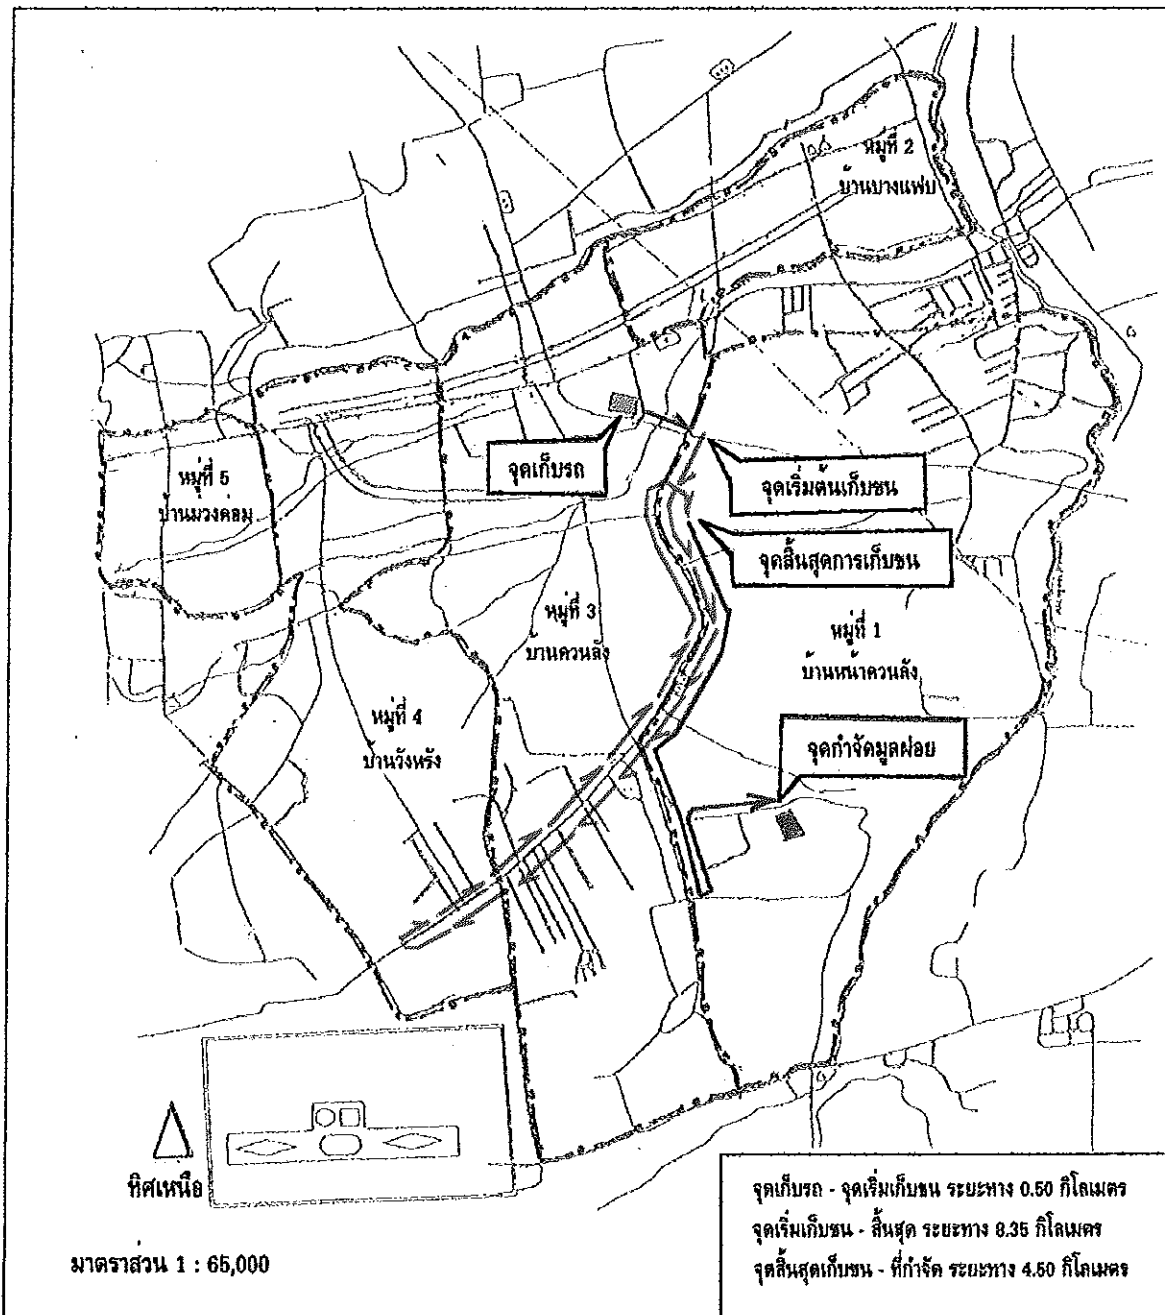 หมู่ที่ 2
บ้านบางแฟบ
จุดเก็บรถ
จุดเริ่มต้นเก็บขน
หมู่ที่ 5
บ้านม่วงค่อม
จุดสิ้นสุดการเก็บขน
หมู่ที่ 3
บ้านควนลัง
หมู่ที่ 1
บ้านหน้าควนลัง
หมู่ที่ 4
บ้านวังหรัง
จุดกำจัดมูลฝอย
ทิศเหนือ
มาตราส่วน 1 : 65,000
จุดเก็บรถ - จุดเริ่มเก็บขน ระยะทาง 0.50 กิโลเมตร
จุดเริ่มเก็บขน - สิ้นสุด ระยะทาง 8.35 กิโลเมตร
จุดสิ้นสุดเก็บขน - ที่กำจัด ระยะทาง 4.50 กิโลเมตร